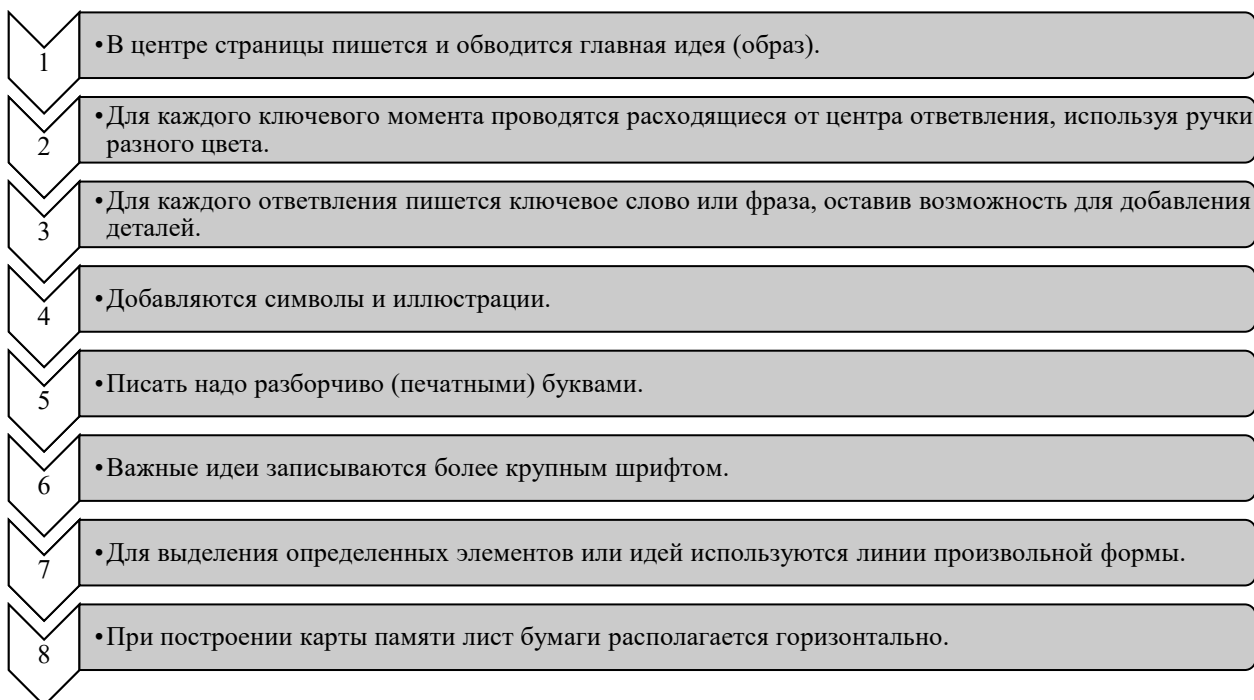 1
•В центре страницы пишется и обводится главная идея (образ).
2
•Для каждого ключевого момента проводятся расходящиеся от центра ответвления, используя ручки
разного цвета.
3
•Для каждого ответвления пишется ключевое слово или фраза, оставив возможность для добавления
деталей.
4
•Добавляются символы и иллюстрации.
5
•Писать надо разборчиво (печатными) буквами.
6
•Важные идеи записываются более крупным шрифтом.
7
•Для выделения определенных элементов или идей используются линии произвольной формы.
8
•При построении карты памяти лист бумаги располагается горизонтально.